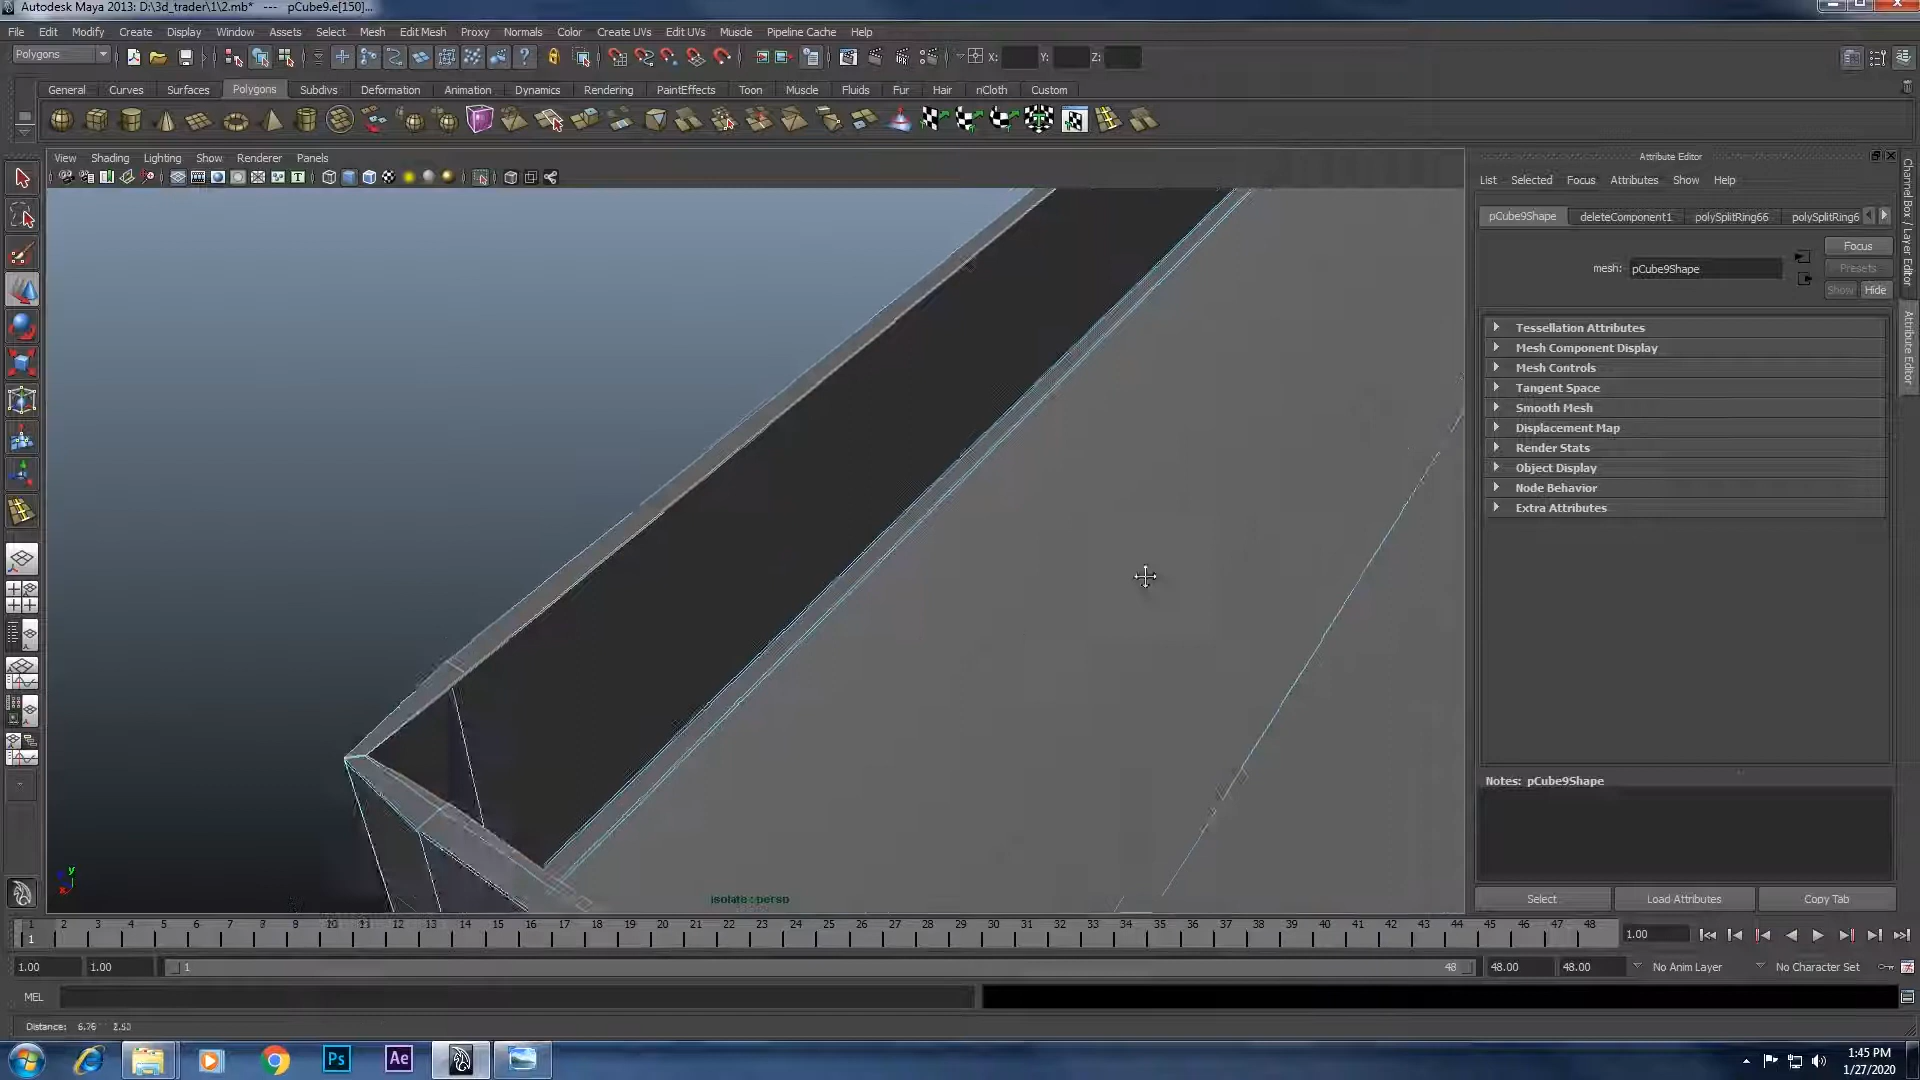 Autodesk Maya 2013: D:\3d_trader\1\2.mb*   ---   pCube9.e[150]...
File Edit Modify Create Display Window Assets Select Mesh Edit Mesh Proxy Normals Color Create UVs Edit UVs Muscle Pipeline Cache Help
Polygons X: Y: Z:
General Curves Surfaces Polygons Subdivs Deformation Animation Dynamics Rendering PaintEffects Toon Muscle Fluids Fur Hair nCloth Custom
View Shading Lighting Show Renderer Panels
Attribute Editor
List Selected Focus Attributes Show Help
pCube9Shape deleteComponent1 polySplitRing66 polySplitRing6
Focus
mesh: pCube9Shape
Presets
Show Hide
Tessellation Attributes
Mesh Component Display
Mesh Controls
Tangent Space
Smooth Mesh
Displacement Map
Render Stats
Object Display
Node Behavior
Extra Attributes
Channel Box / Layer Editor
Attribute Editor
Notes: pCube9Shape
y
x
isolate : persp
Select Load Attributes Copy Tab
1 2 3 4 5 6 7 8 9 10 11 12 13 14 15 16 17 18 19 20 21 22 23 24 25 26 27 28 29 30 31 32 33 34 35 36 37 38 39 40 41 42 43 44 45 46 47 48
1 1.00
1.00 1.00 1 48 48.00 48.00 No Anim Layer No Character Set
MEL
Distance: 6.76 2.53
Ps Ae
1:45 PM
1/27/2020